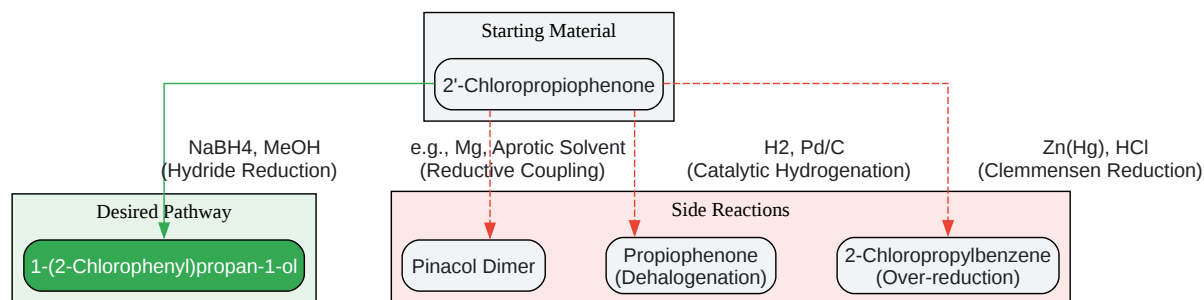 Starting Material
2'-Chloropropiophenone
NaBH4, MeOH
(Hydride Reduction)
e.g., Mg, Aprotic Solvent
(Reductive Coupling)
H2, Pd/C
(Catalytic Hydrogenation)
Zn(Hg), HCl
(Clemmensen Reduction)
Desired Pathway
1-(2-Chlorophenyl)propan-1-ol
Side Reactions
Pinacol Dimer
Propiophenone
(Dehalogenation)
2-Chloropropylbenzene
(Over-reduction)